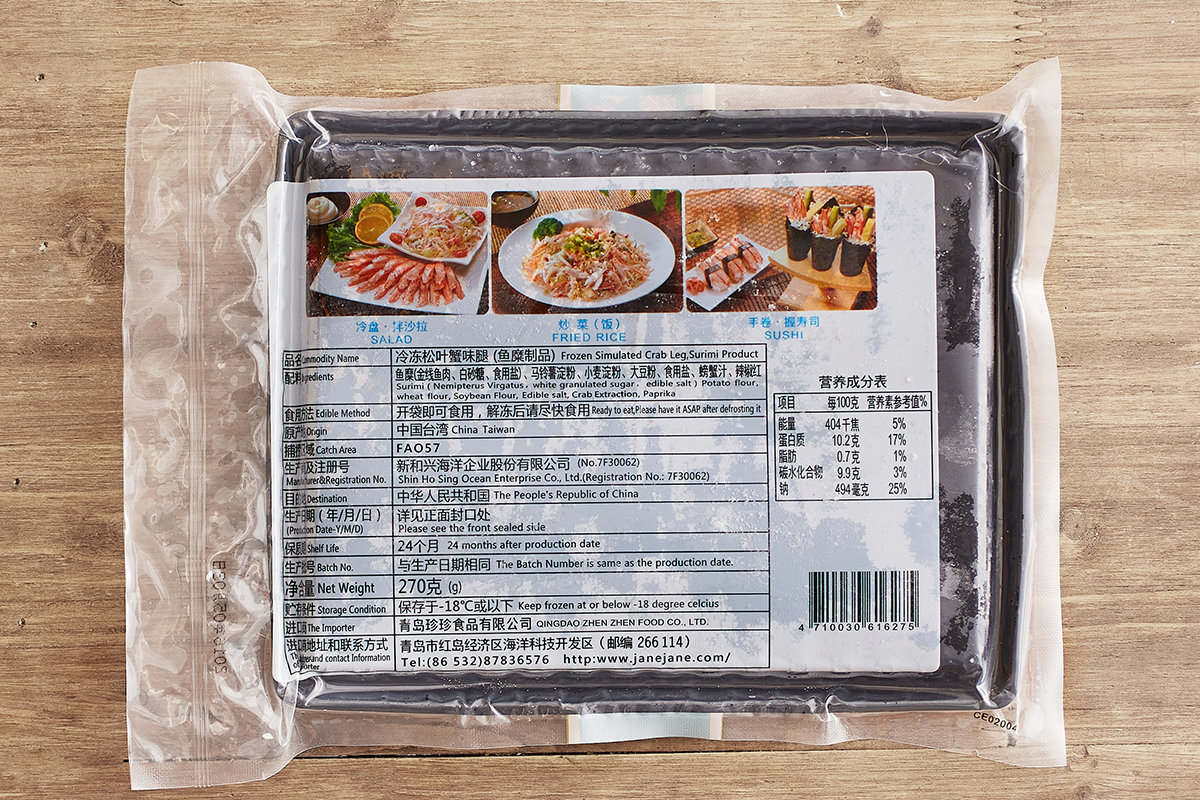 冷盘·洋沙拉
SALAD
炒 菜（饭）
FRIED RICE
手卷·握寿司
SUSHI
品名 Commodity Name 冷冻松叶蟹味腿 (鱼糜制品) Frozen Simulated Crab Leg,Surimi Product
配料 Ingredients 鱼糜(金线鱼肉、白砂糖、食用盐)、马铃薯淀粉、小麦淀粉、大豆粉、食用盐、螃蟹汁、辣椒红
Surimi ( Nemipterus Virgatus, white granulated sugar, edible salt ) Potato flour,
wheat flour, Soybean Flour, Edible salt, Crab Extraction, Paprika
食用方法 Edible Method 开袋即可食用，解冻后请尽快食用 Ready to eat,Please have it ASAP after defrosting it
原产地 Origin 中国台湾 China Taiwan
捕捞区域 Catch Area FAO57
生产商及注册号 新和兴海洋企业股份有限公司 (No.7F30062)
Manufacturer&Registration No. Shin Ho Sing Ocean Enterprise Co., Ltd.(Registration No.: 7F30062)
目的地 Destination 中华人民共和国 The People's Republic of China
生产日期（年/月/日） 详见正面封口处
(Production Date-Y/M/D) Please see the front sealed side
保质期 Shelf Life 24个月 24 months after production date
生产批号 Batch No. 与生产日期相同 The Batch Number is same as the production date.
净含量 Net Weight 270克 (g)
贮存条件 Storage Condition 保存于-18℃或以下 Keep frozen at or below -18 degree celcius
进口商 The Importer 青岛珍珍食品有限公司 QINGDAO ZHEN ZHEN FOOD CO., LTD.
进口商地址和联系方式 青岛市红岛经济区海洋科技开发区（邮编 266114）
and contact Information Tel:(86 532)87836576 http:www.janejane.com/
营养成分表
项目 每100克 营养素参考值%
能量 404千焦 5%
蛋白质 10.2克 17%
脂肪 0.7克 1%
碳水化合物 9.9克 3%
钠 494毫克 25%
4 710030 616275
CE02004